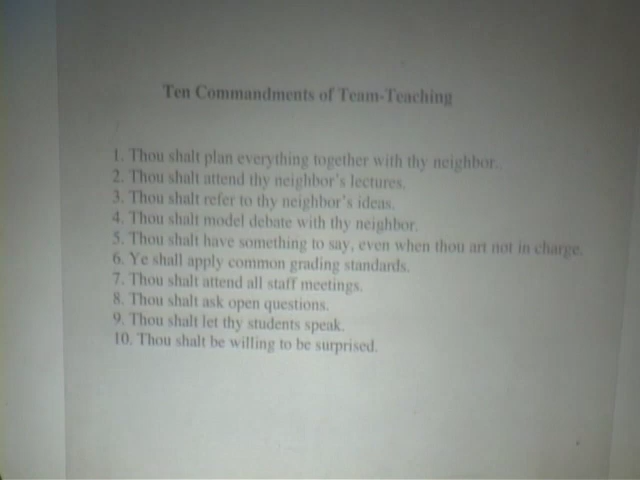 Ten Commandments of Team-Teaching
1. Thou shalt plan everything together with thy neighbor..
2. Thou shalt attend thy neighbor's lectures.
3. Thou shalt refer to thy neighbor's ideas.
4. Thou shalt model debate with thy neighbor.
5. Thou shalt have something to say, even when thou art not in charge.
6. Ye shall apply common grading standards.
7. Thou shalt attend all staff meetings.
8. Thou shalt ask open questions.
9. Thou shalt let thy students speak.
10. Thou shalt be willing to be surprised.